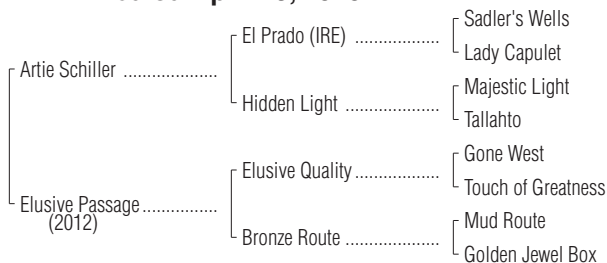 Sadler's Wells
El Prado (IRE) ...................
Lady Capulet
Artie Schiller .....................
Majestic Light
Hidden Light .....................
Tallahto
Gone West
Elusive Quality ...................
Touch of Greatness
Elusive Passage .................
(2012)
Mud Route
Bronze Route .....................
Golden Jewel Box